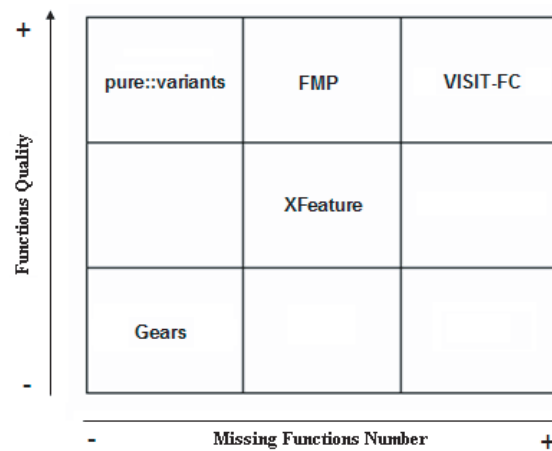 +
pure::variants FMP VISIT-FC
Functions Quality
XFeature
Gears
-
- Missing Functions Number +